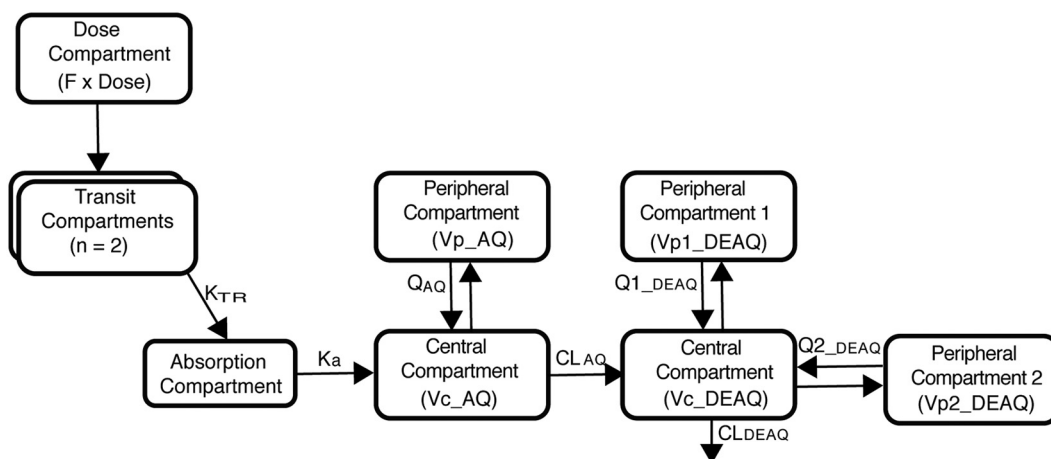 Dose
Compartment
(F x Dose)
Transit
Compartments
(n = 2)
KTR
Absorption
Compartment
Ka
Peripheral
Compartment
(Vp_AQ)
QAQ
Central
Compartment
(Vc_AQ)
CLAQ
Peripheral
Compartment 1
(Vp1_DEAQ)
Q1_DEAQ
Central
Compartment
(Vc_DEAQ)
CLDEAQ
Q2_DEAQ
Peripheral
Compartment 2
(Vp2_DEAQ)